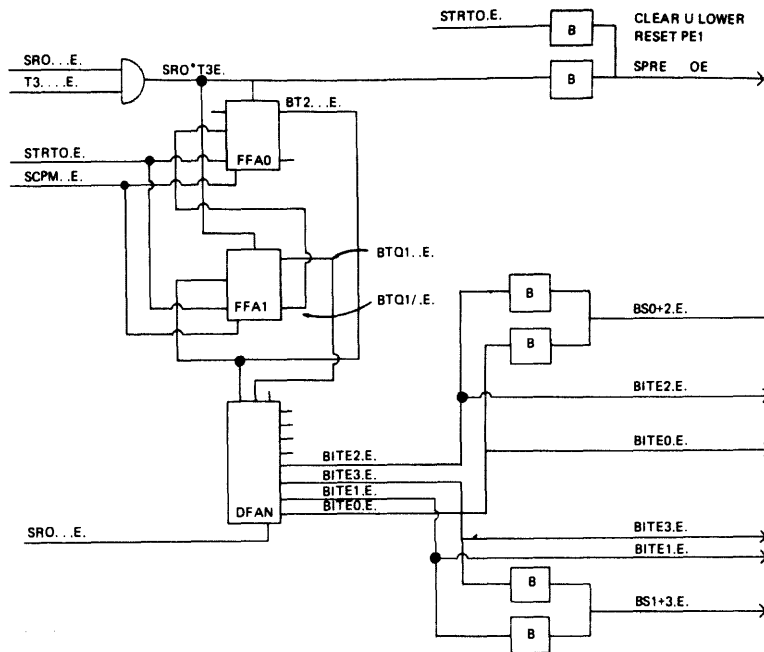 STRTO.E.
B
CLEAR U LOWER
RESET PE1
SRO...E.
T3....E.
SRO*T3E.
B
SPRE OE
BT2...E.
STRTO.E.
SCPM..E.
FFA0
BTQ1..E.
FFA1
BTQ1/.E.
B
BS0+2.E.
B
BITE2.E.
BITE0.E.
BITE2.E.
BITE3.E.
BITE1.E.
BITE0.E.
DFAN
SRO...E.
BITE3.E.
BITE1.E.
B
BS1+3.E.
B